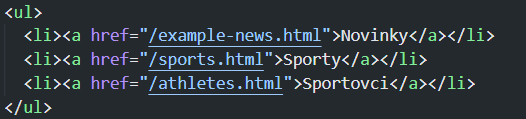 <ul>
<li><a href="/example-news.html">Novinky</a></li>
<li><a href="/sports.html">Sporty</a></li>
<li><a href="/athletes.html">Sportovci</a></li>
</ul>